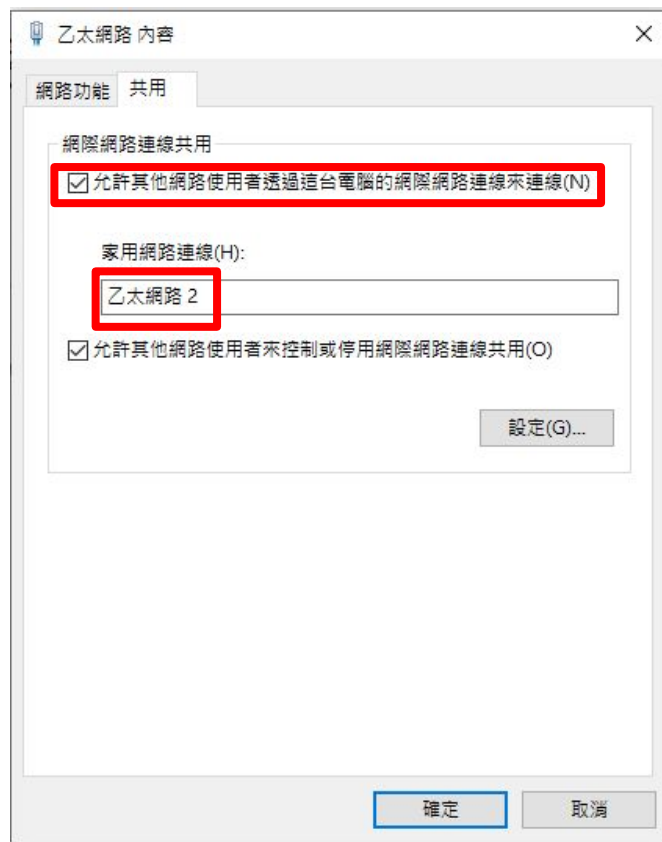 乙太網路 內容
網路功能 共用
網際網路連線共用
允許其他網路使用者透過這台電腦的網際網路連線來連線(N)
家用網路連線(H):
乙太網路 2
允許其他網路使用者來控制或停用網際網路連線共用(O)
設定(G)...
確定 取消